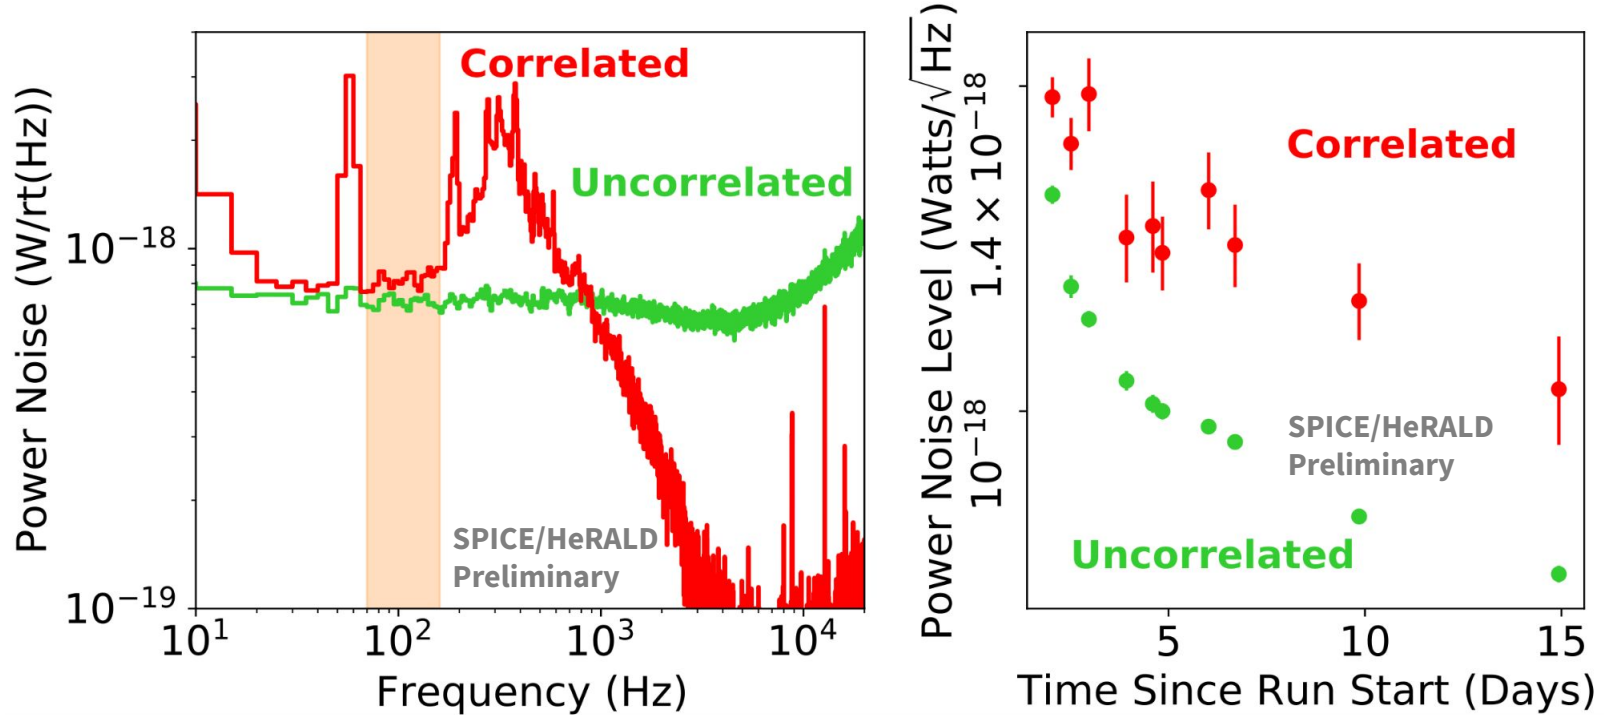 Power Noise (W/rt(Hz))
10⁻¹⁸
10⁻¹⁹
Correlated
Uncorrelated
SPICE/HeRALD
Preliminary
10¹
10²
10³
10⁴
Frequency (Hz)
Power Noise Level (Watts/√Hz)
1.4 × 10⁻¹⁸
10⁻¹⁸
Correlated
SPICE/HeRALD
Preliminary
Uncorrelated
5
10
15
Time Since Run Start (Days)